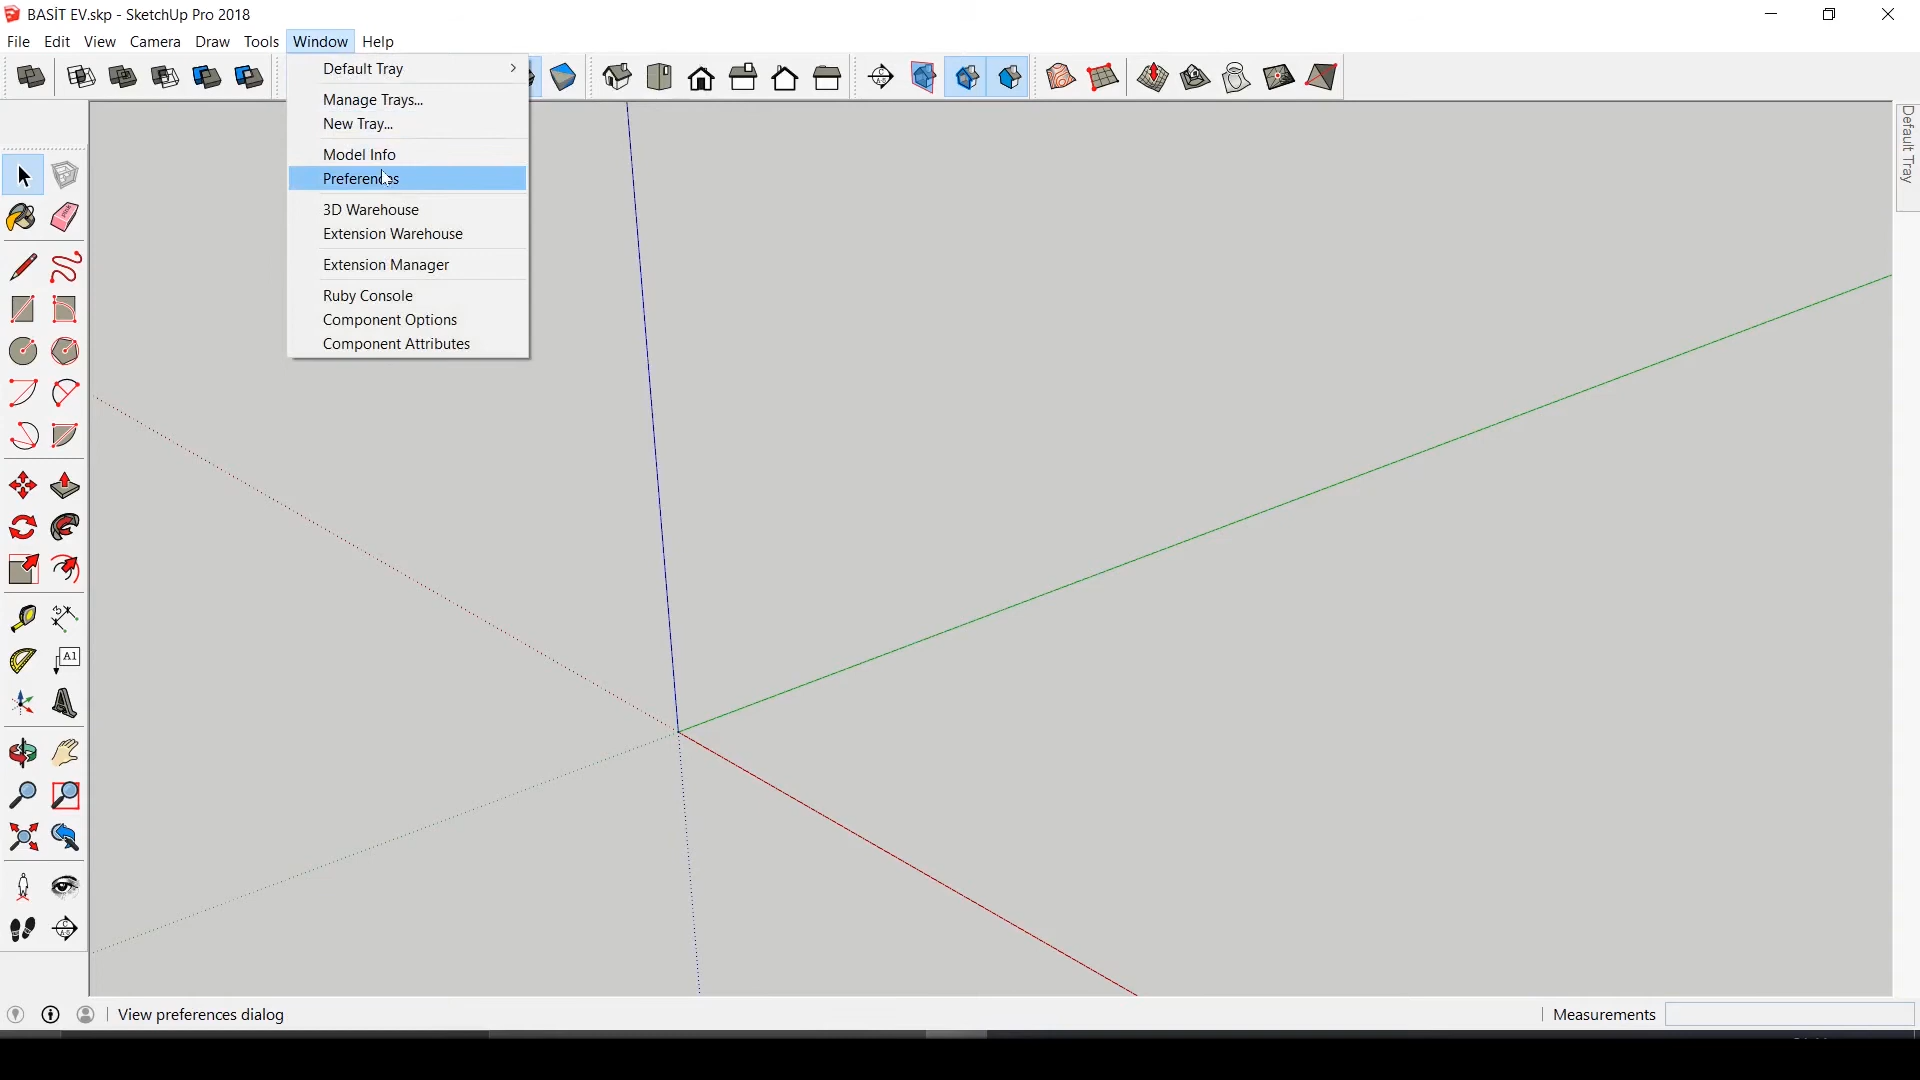 BASİT EV.skp - SketchUp Pro 2018
File Edit View Camera Draw Tools Window Help
Default Tray
Manage Trays...
New Tray...
Model Info
Preferences
3D Warehouse
Extension Warehouse
Extension Manager
Ruby Console
Component Options
Component Attributes
Default Tray
A1
View preferences dialog
Measurements